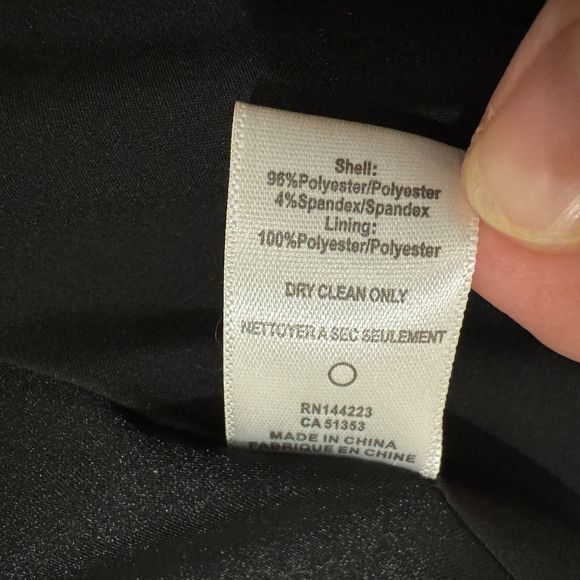 Shell:
96%Polyester/Polyester
4%Spandex/Spandex
Lining:
100%Polyester/Polyester
DRY CLEAN ONLY
NETTOYER A SEC SEULEMENT
RN144223
CA 51353
MADE IN CHINA
FABRIQUE EN CHINE